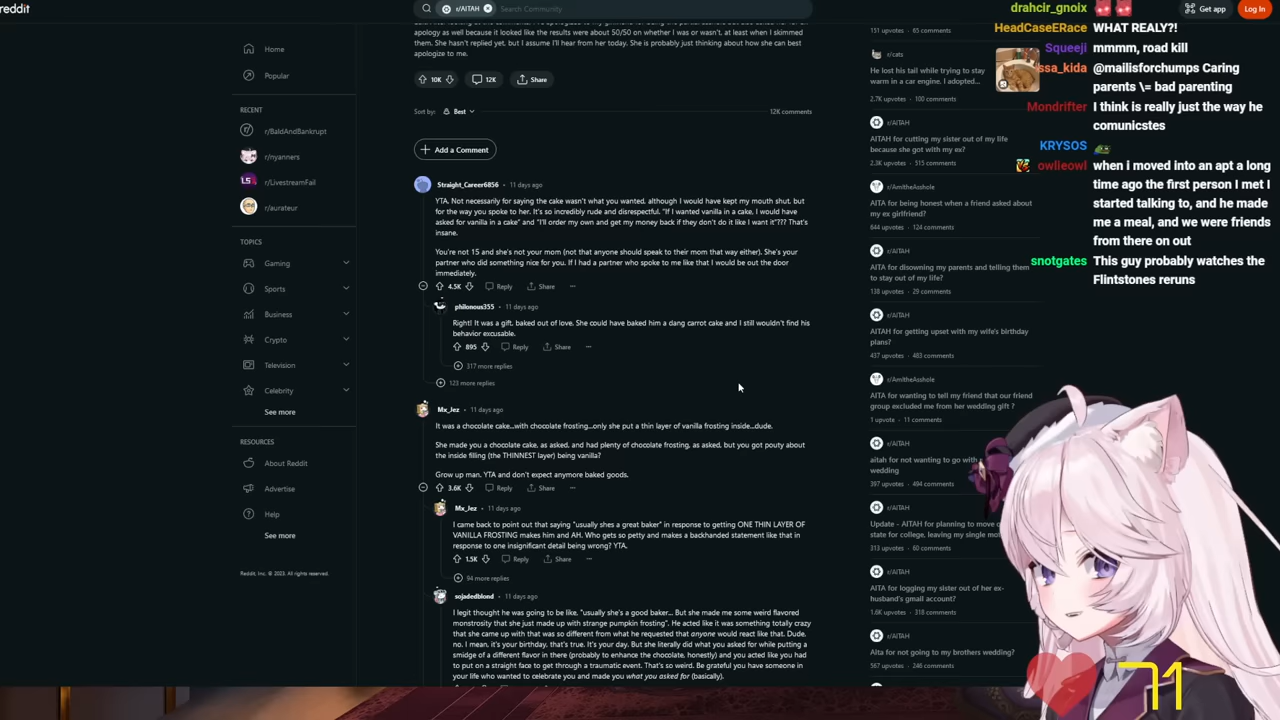 reddit
r/AITAH
Search Community
Get app
Log In
apology as well because it looked like the results were about 50/50 on whether I was or wasn't, at least when I skimmed
them. She hasn't replied yet, but I assume I'll hear from her today. She is probably just thinking about how she can best
apologize to me.
10K
12K
Share
Sort by:
Best
12K comments
Add a Comment
Straight_Career6856 • 11 days ago
YTA. Not necessarily for saying the cake wasn't what you wanted, although I would have kept my mouth shut, but
for the way you spoke to her. It's so incredibly rude and disrespectful. "If I wanted vanilla in a cake, I would have
asked for vanilla in a cake" and "I'll order my own and get my money back if they don't do it like I want it"??? That's
insane.
You're not 15 and she's not your mom (not that anyone should speak to their mom that way either). She's your
partner who did something nice for you. If I had a partner who spoke to me like that I would be out the door
immediately.
4.5K
Reply
Share
philonous355 • 11 days ago
Right! It was a gift, baked out of love. She could have baked him a dang carrot cake and I still wouldn't find his
behavior excusable.
895
Reply
Share
317 more replies
123 more replies
Mx_Jez • 11 days ago
It was a chocolate cake...with chocolate frosting...only she put a thin layer of vanilla frosting inside...dude.
She made you a chocolate cake, as asked, and had plenty of chocolate frosting, as asked, but you got pouty about
the inside filling (the THINNEST layer) being vanilla?
Grow up man. YTA and don't expect anymore baked goods.
3.6K
Reply
Share
Mx_Jez • 11 days ago
I came back to point out that saying "usually shes a great baker" in response to getting ONE THIN LAYER OF
VANILLA FROSTING makes him and AH. Who gets so petty and makes a backhanded statement like that in
response to one insignificant detail being wrong? YTA.
1.5K
Reply
Share
94 more replies
sojadedblond • 11 days ago
I legit thought he was going to be like, "usually she's a good baker... But she made me some weird flavored
monstrosity that she just made up with strange pumpkin frosting". He acted like it was something totally crazy
that she came up with that was so different from what he requested that anyone would react like that. Dude,
no. I mean, it's your birthday, that's true. It's your day. But she literally did what you asked for while putting a
smidge of a different flavor in there (probably to enhance the chocolate, honestly) and you acted like you had
to put on a straight face to get through a traumatic event. That's so weird. Be grateful you have someone in
your life who wanted to celebrate you and made you what you asked for (basically).
Home
Popular
RECENT
r/BaldAndBankrupt
r/nyanners
r/LivestreamFail
r/aurateur
TOPICS
Gaming
Sports
Business
Crypto
Television
Celebrity
See more
RESOURCES
About Reddit
Advertise
Help
See more
Reddit, Inc. © 2023. All rights reserved.
151 upvotes • 65 comments
r/cats
He lost his tail while trying to stay
warm in a car engine. I adopted...
2.7K upvotes • 100 comments
r/AITAH
AITAH for cutting my sister out of my life
because she got with my ex?
2.3K upvotes • 515 comments
r/AmItheAsshole
AITA for being honest when a friend asked about
my ex girlfriend?
644 upvotes • 124 comments
r/AITAH
AITA for disowning my parents and telling them
to stay out of my life?
138 upvotes • 29 comments
r/AITAH
AITAH for getting upset with my wife's birthday
plans?
437 upvotes • 483 comments
r/AmItheAsshole
AITA for wanting to tell my friend that our friend
group excluded me from her wedding gift ?
1 upvote • 11 comments
r/AITAH
aitah for not wanting to go with
wedding
397 upvotes • 494 comments
r/AITAH
Update - AITAH for planning to move
state for college, leaving my single
313 upvotes • 60 comments
r/AITAH
AITA for logging my sister out of her ex-
husband's gmail account?
1.6K upvotes • 318 comments
r/AITAH
Aita for not going to my brothers wedding?
567 upvotes • 246 comments
drahcir_gnoix
HeadCaseERace WHAT REALY?!
Squeeji mmmm, road kill
ssa_kida @mailisforchumps Caring
parents \= bad parenting
Mondrifter I think is really just the way he
comunicstes
KRYSOS
owlieowl when i moved into an apt a long
time ago the first person I met I
started talking to, and he made
me a meal, and we were friends
from there on out
snotgates This guy probably watches the
Flintstones reruns
71